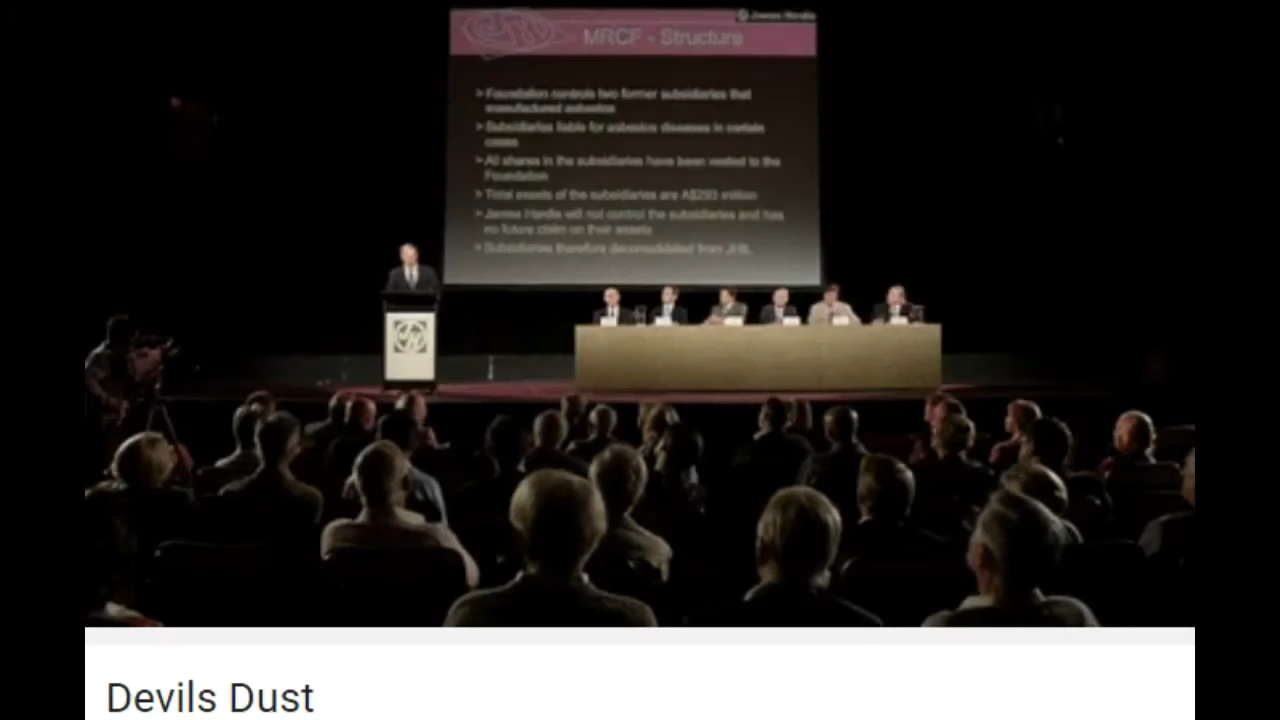 James Hardie
MRCF - Structure
> Foundation controls two former subsidiaries that
manufactured asbestos
> Subsidiaries liable for asbestos diseases in certain
cases
> All shares in the subsidiaries have been vested to the
Foundation
> Total assets of the subsidiaries are A$293 million
> James Hardie will not control the subsidiaries and has
no future claim on their assets
> Subsidiaries therefore deconsolidated from JHIL
Devils Dust